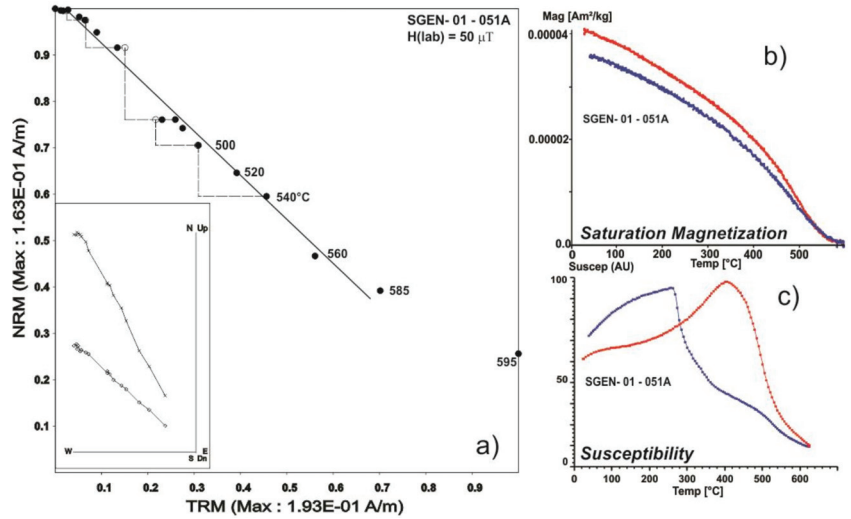 SGEN- 01 - 051A
H(lab) = 50 µT
0.9
0.8
0.7
0.6
0.5
0.4
0.3
0.2
0.1
500
520
540°C
560
585
595
N Up
W
E
S Dn
a)
0.1 0.2 0.3 0.4 0.5 0.6 0.7 0.8 0.9
NRM (Max : 1.63E-01 A/m)
TRM (Max : 1.93E-01 A/m)
Mag [Am²/kg]
0.00004
b)
SGEN- 01 - 051A
0.00002
Saturation Magnetization
0.000
0 100 200 300 400 500
Temp [°C]
Suscep (AU)
100
c)
SGEN- 01 - 051A
50
Susceptibility
0
0 100 200 300 400 500 600 700
Temp [°C]